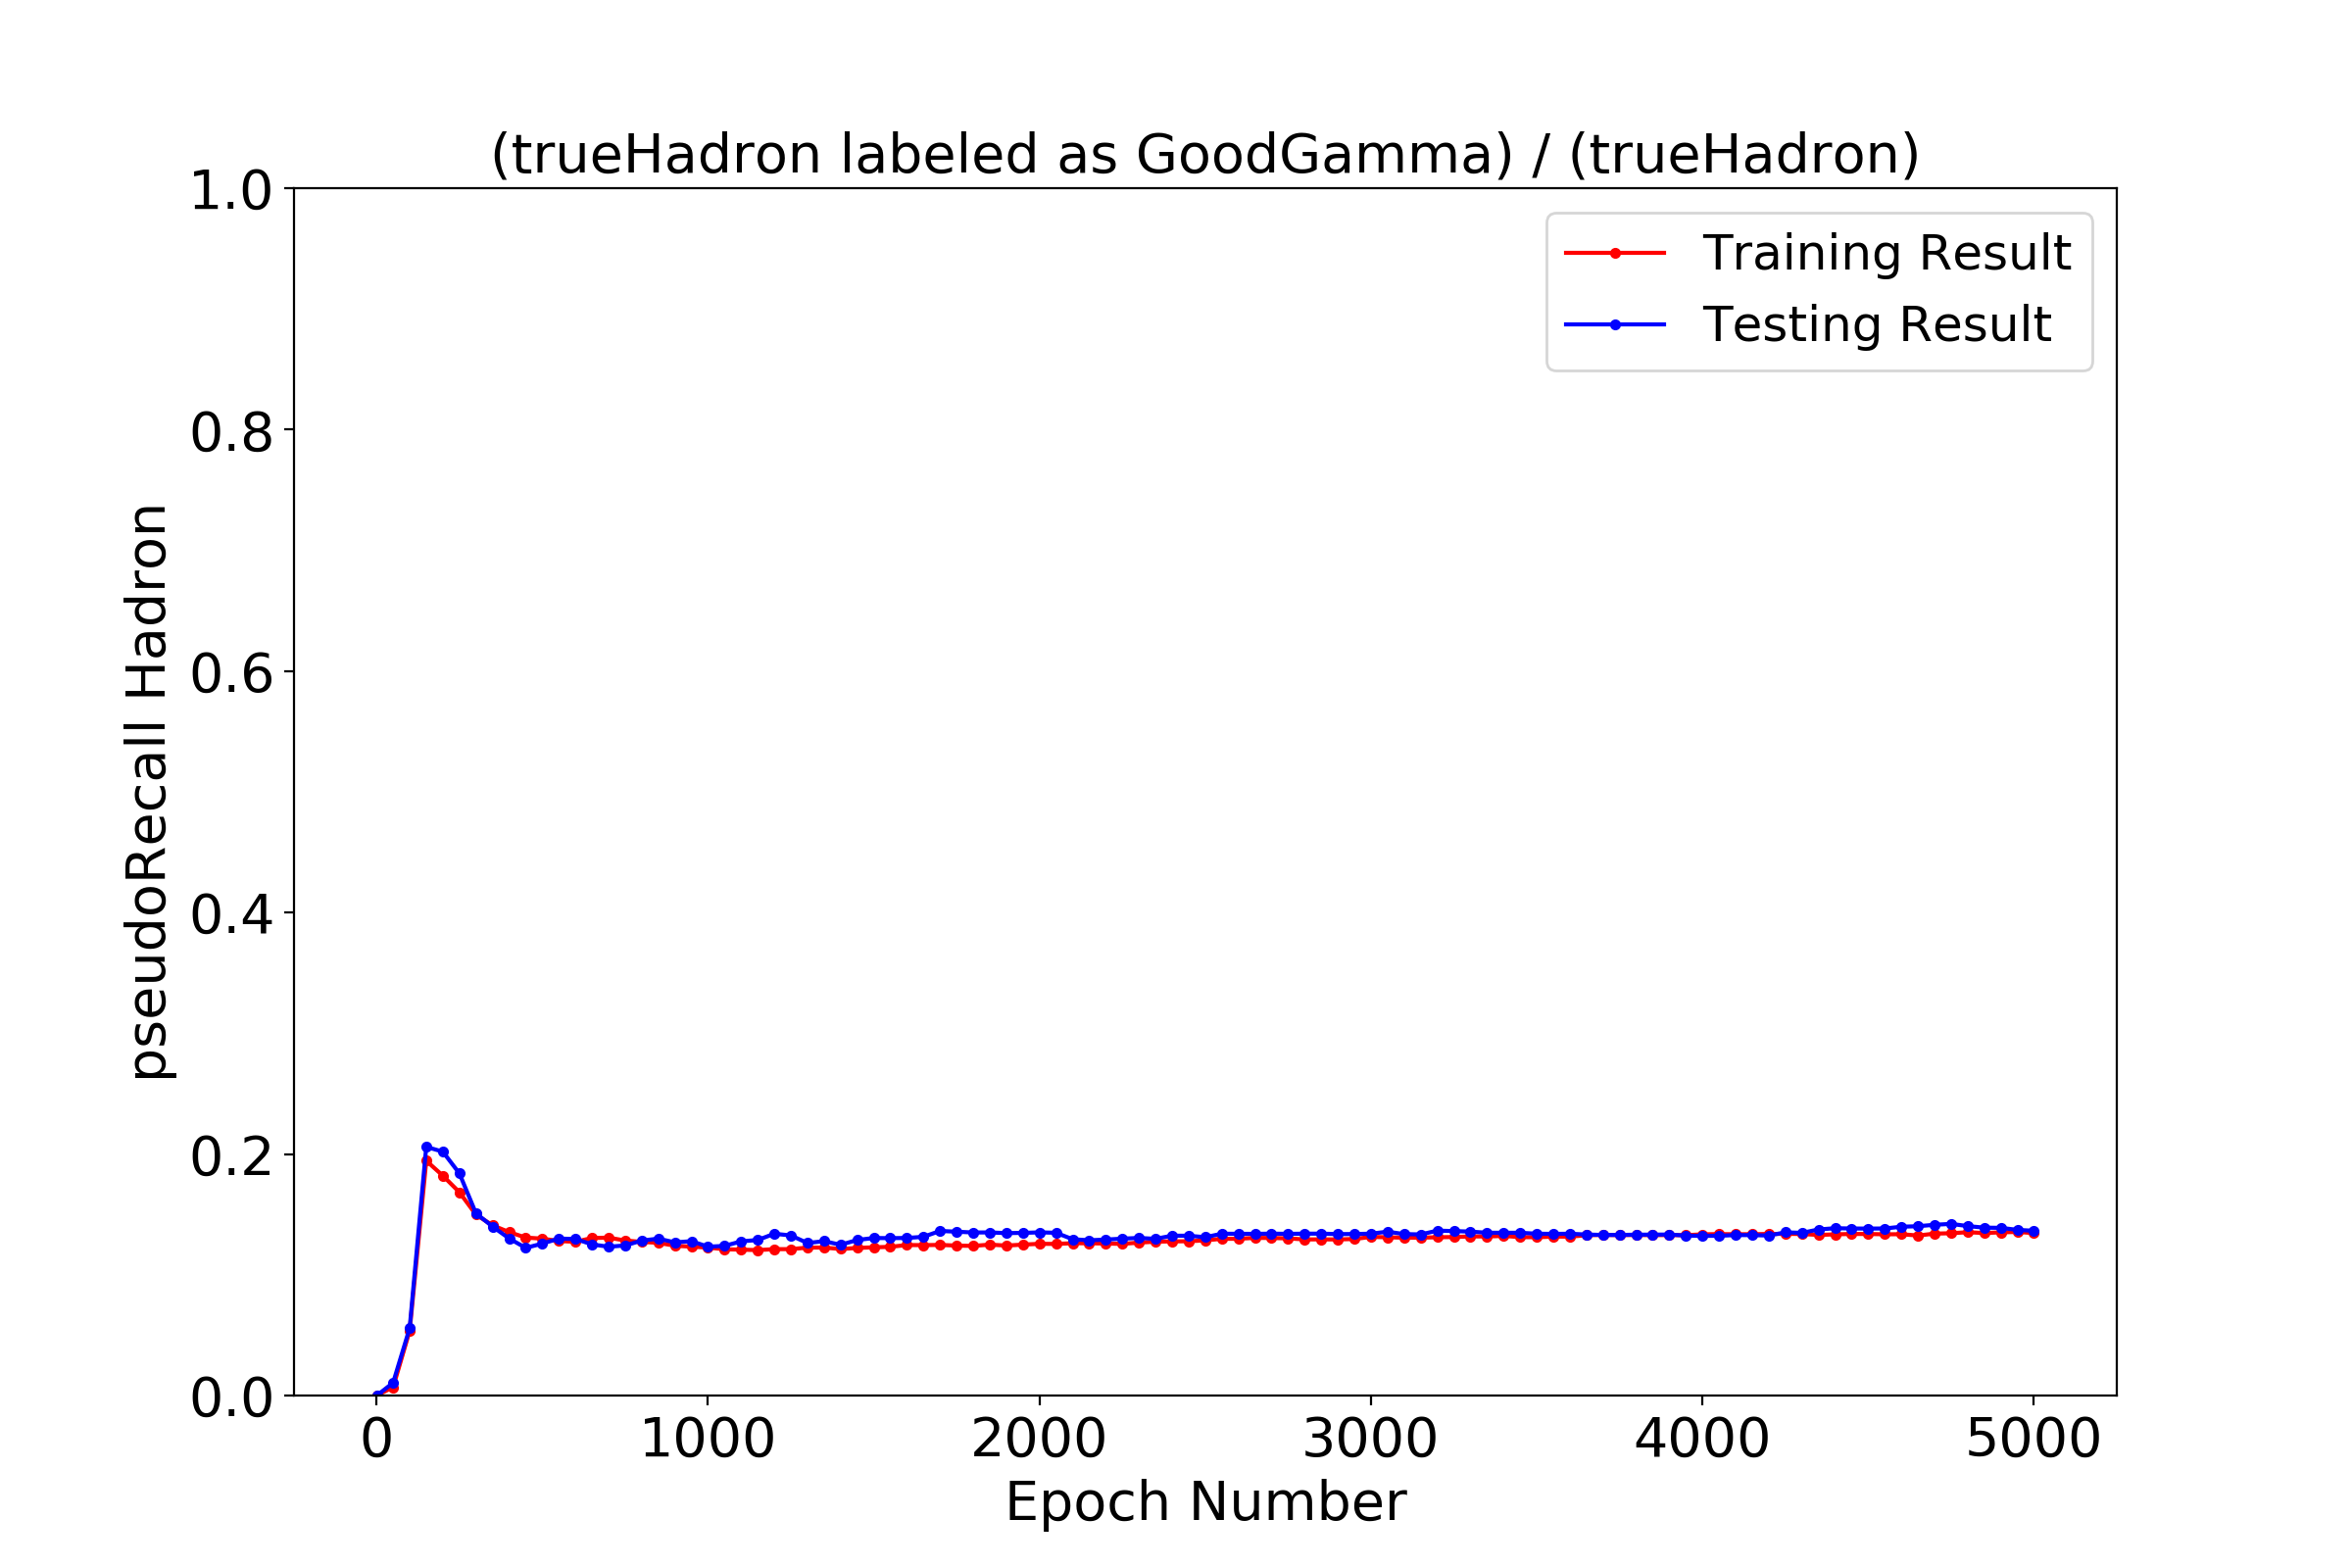 (trueHadron labeled as GoodGamma) / (trueHadron)
Training Result
Testing Result
pseudoRecall Hadron
1.0
0.8
0.6
0.4
0.2
0.0
0 1000 2000 3000 4000 5000
Epoch Number